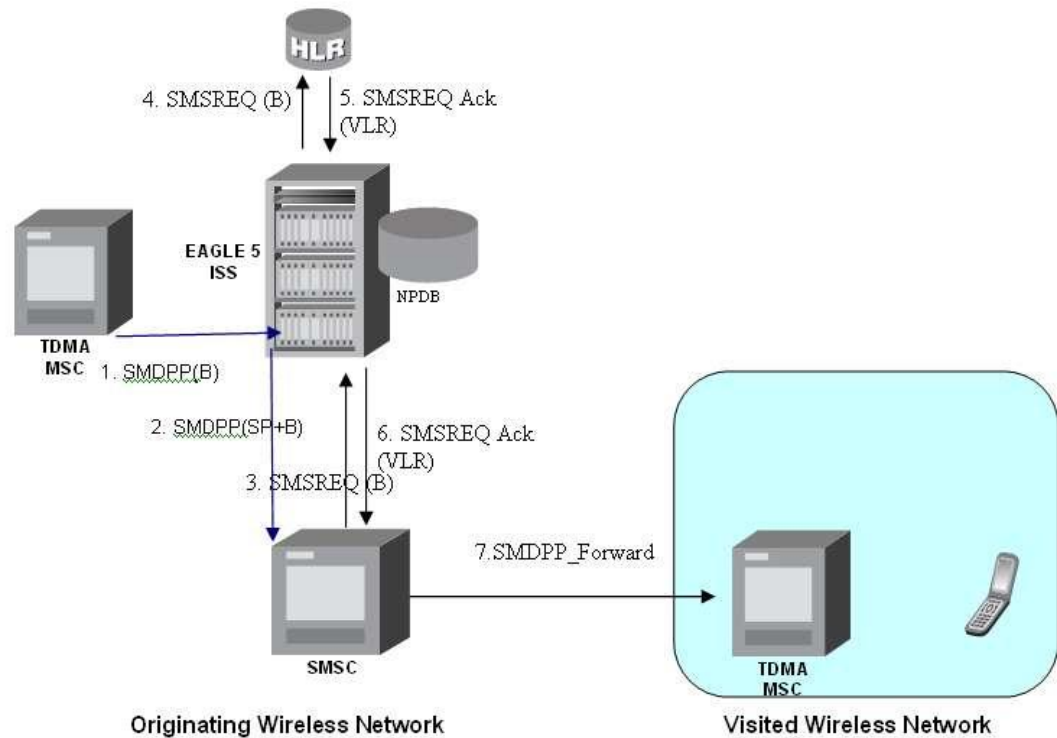 HLR
4. SMSREQ (B)
5. SMSREQ Ack
(VLR)
EAGLE 5
ISS
NPDB
TDMA
MSC
1. SMDPP(B)
2. SMDPP(SP+B)
6. SMSREQ Ack
(VLR)
3. SMSREQ (B)
7.SMDPP_Forward
SMSC
TDMA
MSC
Originating Wireless Network
Visited Wireless Network